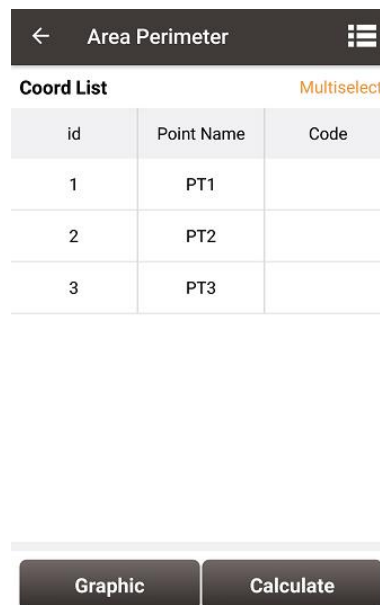 Area Perimeter
Coord List Multiselect
id Point Name Code
1 PT1
2 PT2
3 PT3
Graphic Calculate